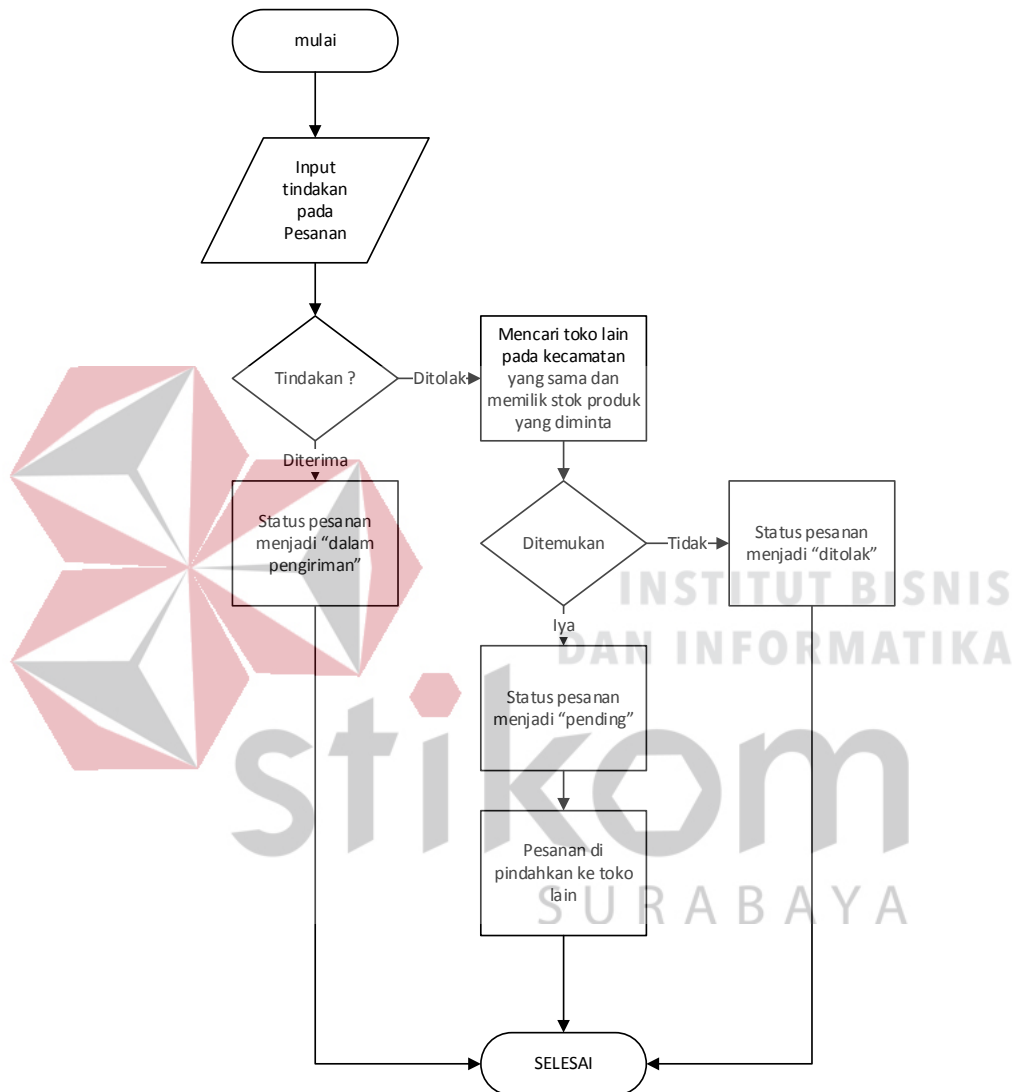 mulai
Input
tindakan
pada
Pesanan
Tindakan ?
Ditolak
Mencari toko lain
pada kecamatan
yang sama dan
memilik stok produk
yang diminta
Diterima
Status pesanan
menjadi “dalam
pengiriman”
Ditemukan
Tidak
Status pesanan
menjadi “ditolak”
Iya
Status pesanan
menjadi “pending”
Pesanan di
pindahkan ke toko
lain
SELESAI
INSTITUT BISNIS
DAN INFORMATIKA
stikom
SURABAYA